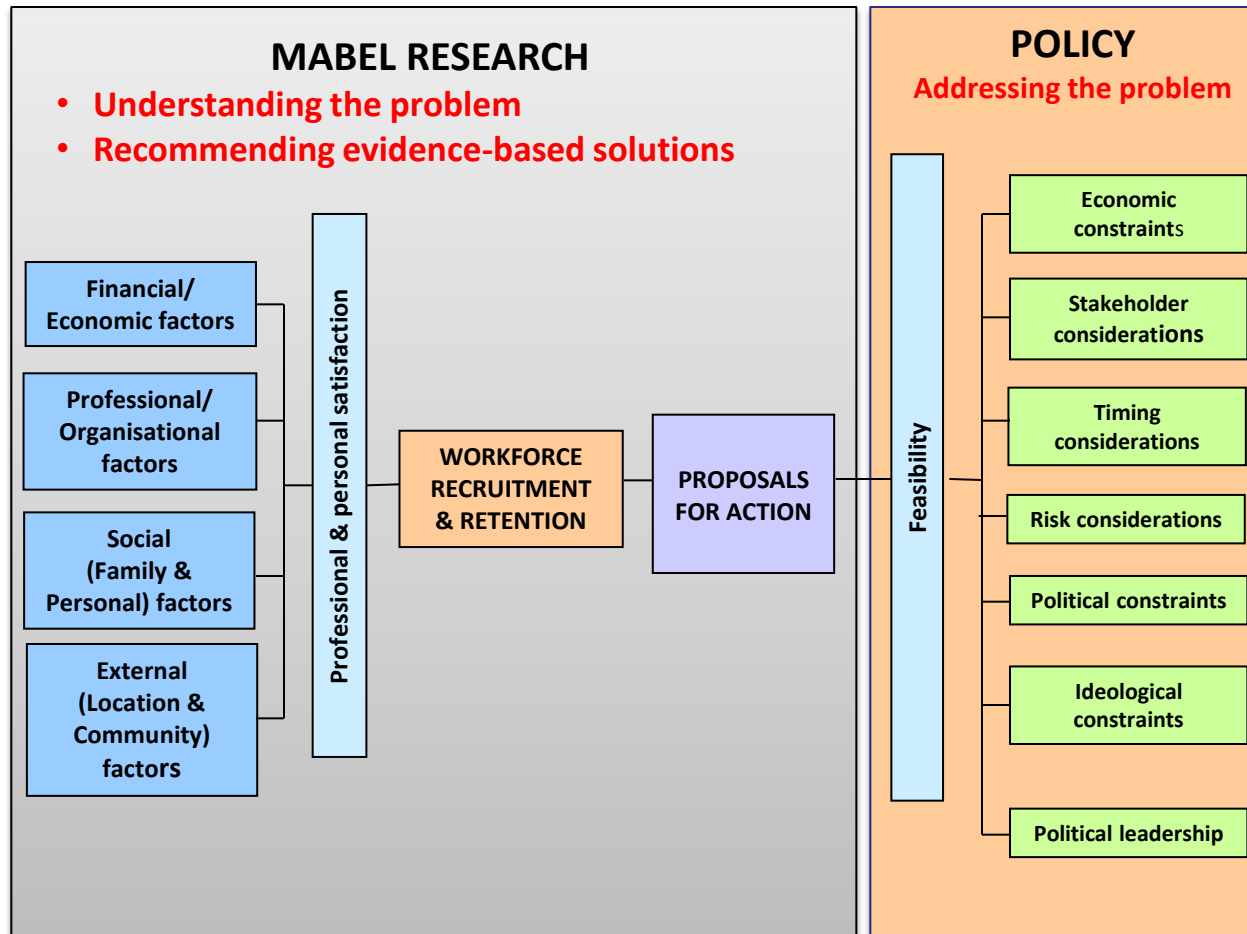 MABEL RESEARCH
• Understanding the problem
• Recommending evidence-based solutions
Financial/
Economic factors
Professional/
Organisational
factors
Social
(Family &
Personal) factors
External
(Location &
Community)
factors
Professional & personal satisfaction
WORKFORCE
RECRUITMENT
& RETENTION
PROPOSALS
FOR ACTION
POLICY
Addressing the problem
Feasibility
Economic
constraints
Stakeholder
considerations
Timing
considerations
Risk considerations
Political constraints
Ideological
constraints
Political leadership